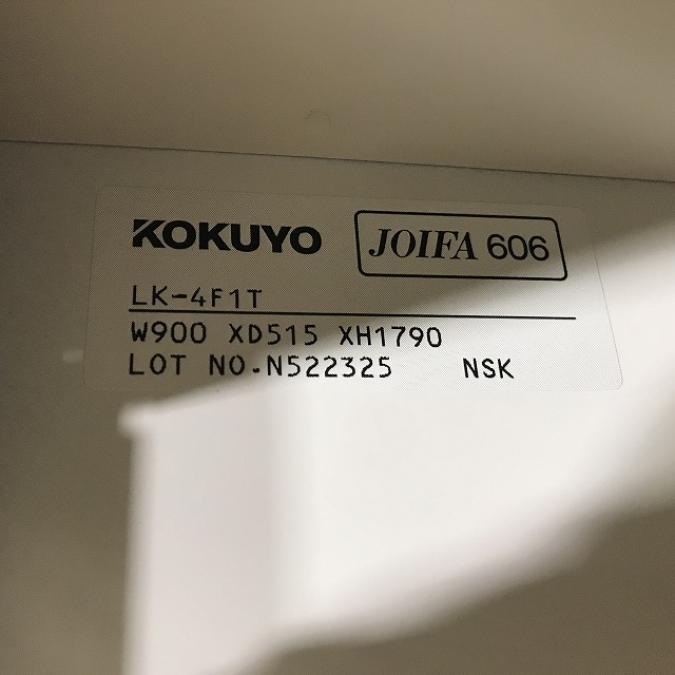 KOKUYO JOIFA 606
LK-4F1T
W900 XD515 XH1790
LOT NO.N522325 NSK